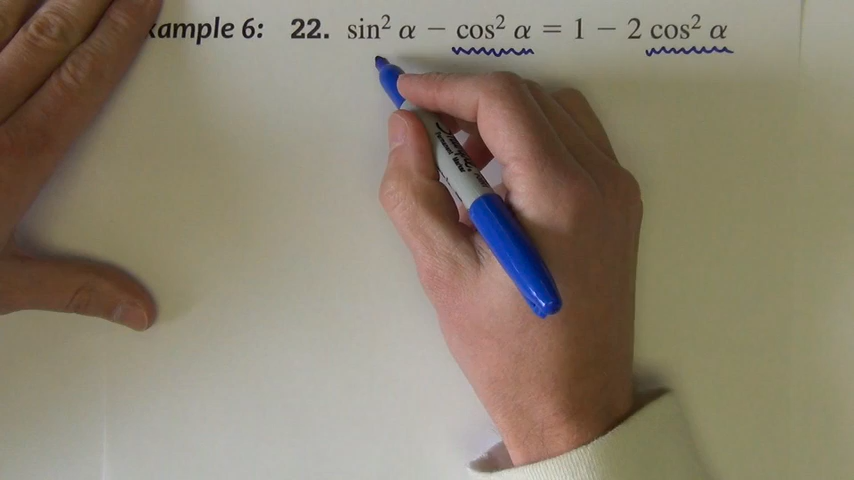 xample 6: 22. sin² α − cos² α = 1 − 2 cos² α